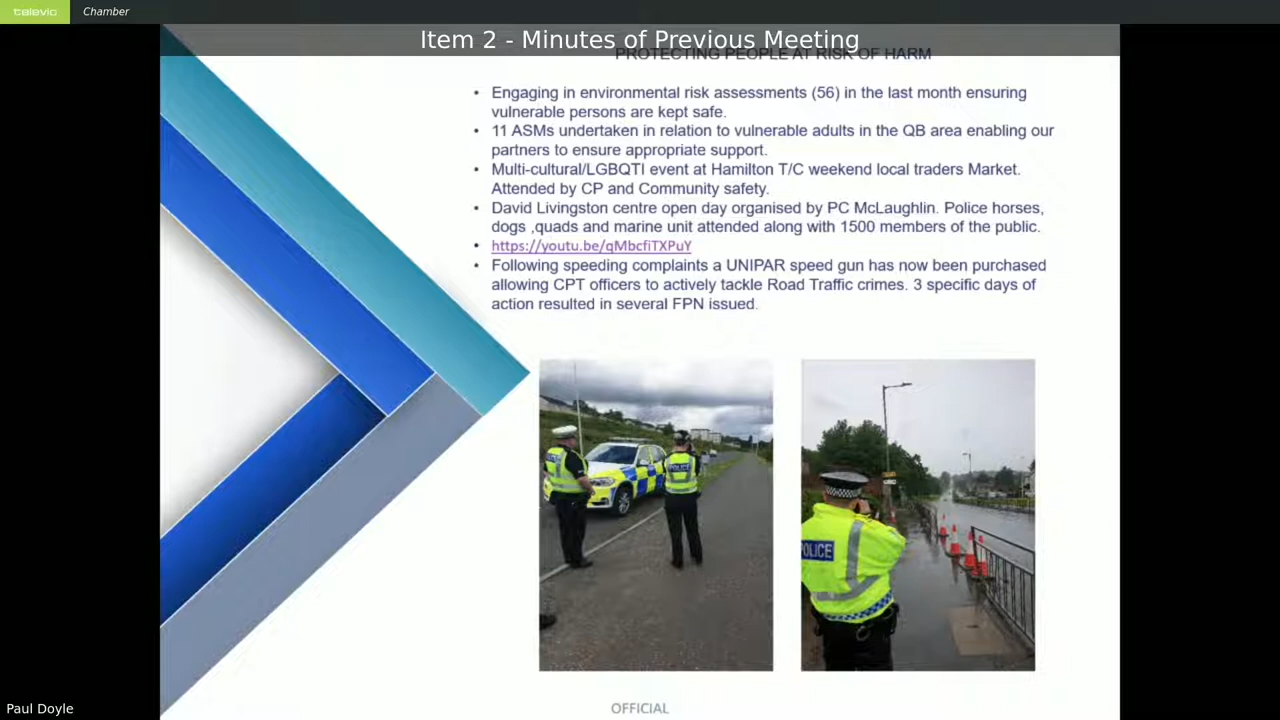 televic
Chamber
Item 2 - Minutes of Previous Meeting
PROTECTING PEOPLE AT RISK OF HARM
• Engaging in environmental risk assessments (56) in the last month ensuring
vulnerable persons are kept safe.
• 11 ASMs undertaken in relation to vulnerable adults in the QB area enabling our
partners to ensure appropriate support.
• Multi-cultural/LGBQTI event at Hamilton T/C weekend local traders Market.
Attended by CP and Community safety.
• David Livingston centre open day organised by PC McLaughlin. Police horses,
dogs ,quads and marine unit attended along with 1500 members of the public.
• https://youtu.be/qMbcfiTXPuY
• Following speeding complaints a UNIPAR speed gun has now been purchased
allowing CPT officers to actively tackle Road Traffic crimes. 3 specific days of
action resulted in several FPN issued.
POLICE
POLICE
OFFICIAL
Paul Doyle